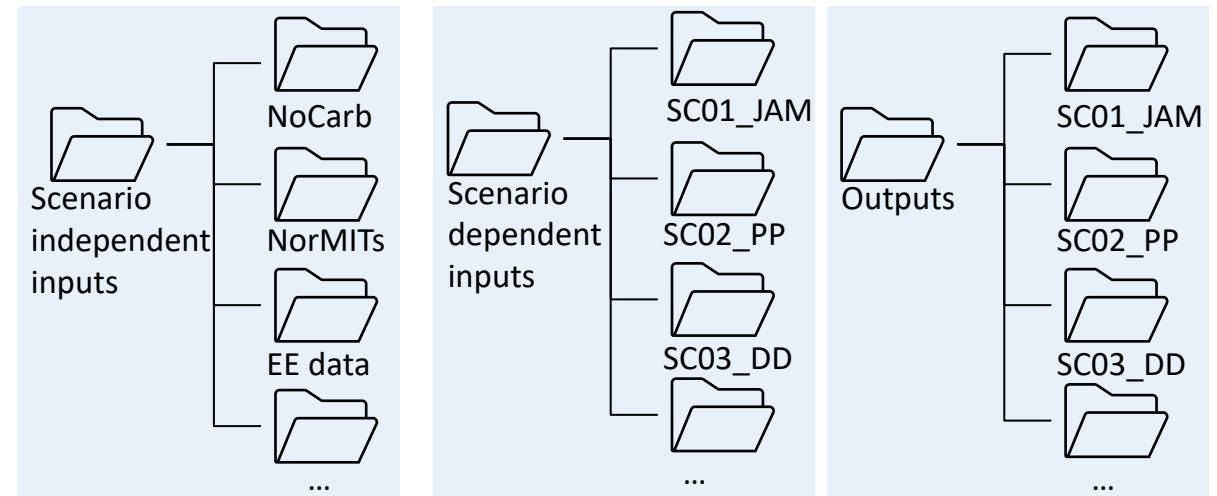 Scenario
independent
inputs
NoCarb
NorMITs
EE data
...
Scenario
dependent
inputs
SC01_JAM
SC02_PP
SC03_DD
...
Outputs
SC01_JAM
SC02_PP
SC03_DD
...